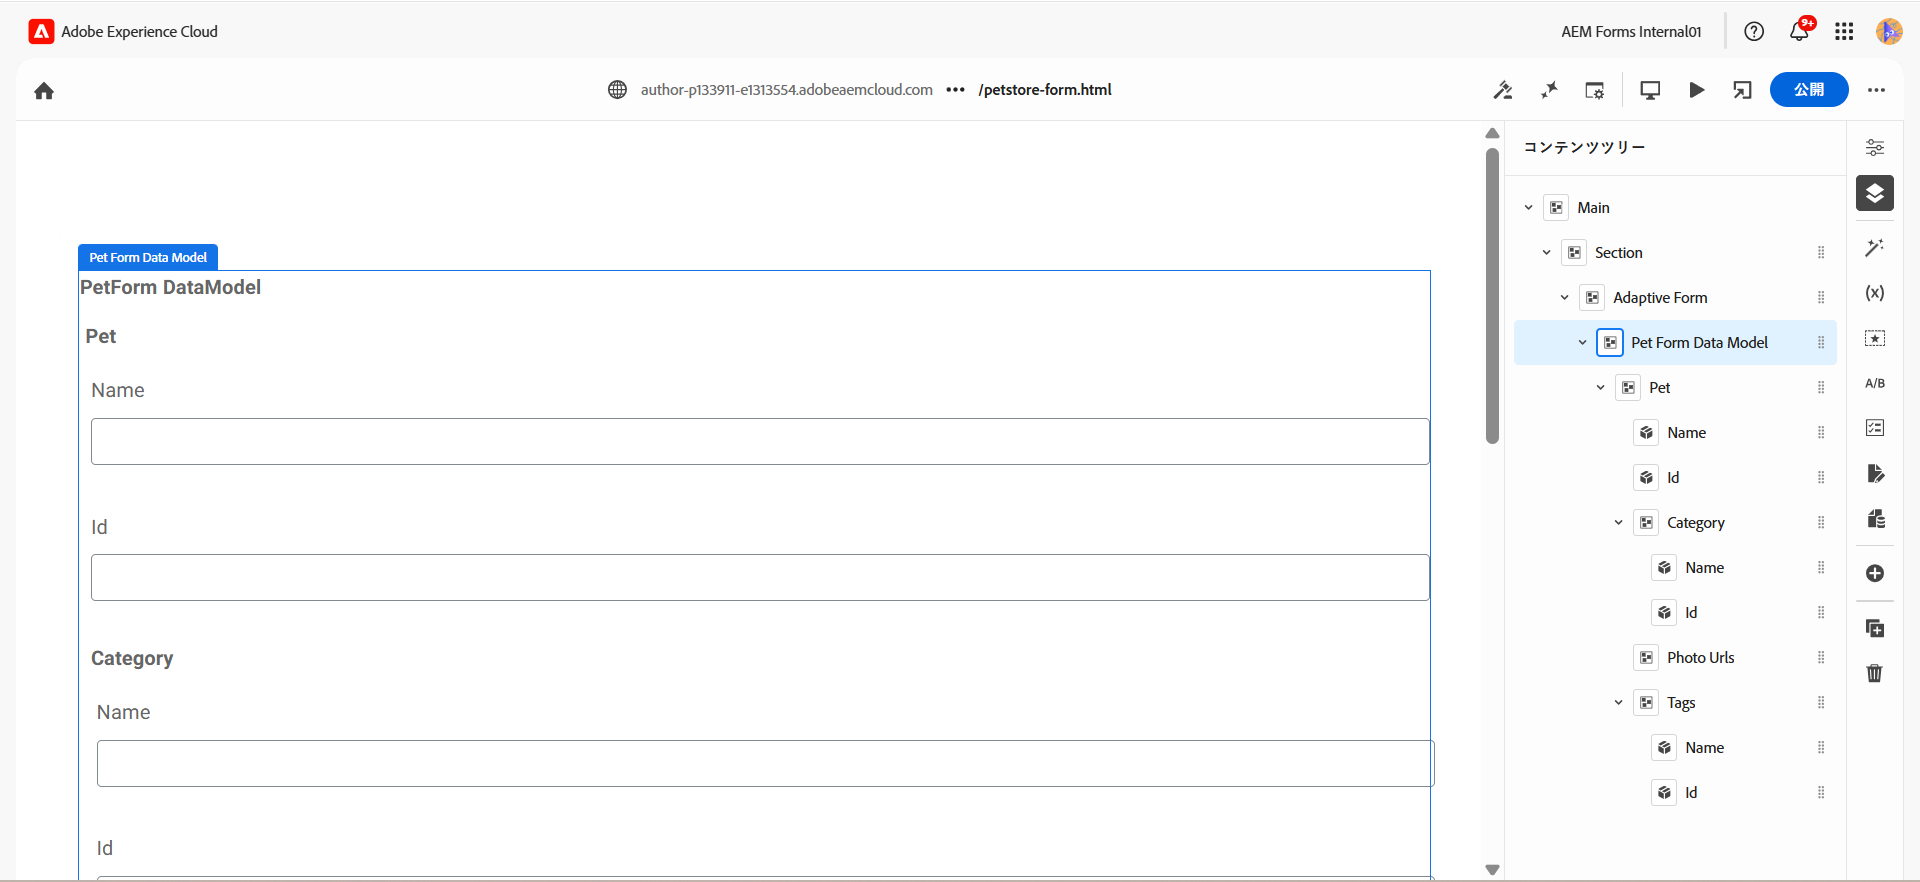 Adobe Experience Cloud
AEM Forms Internal01
9+
author-p133911-e1313554.adobeaemcloud.com ••• /petstore-form.html
公開
Pet Form Data Model
PetForm DataModel
Pet
Name
Id
Category
Name
Id
コンテンツツリー
Main
Section
Adaptive Form
Pet Form Data Model
Pet
Name
Id
Category
Name
Id
Photo Urls
Tags
Name
Id
(x)
A/B